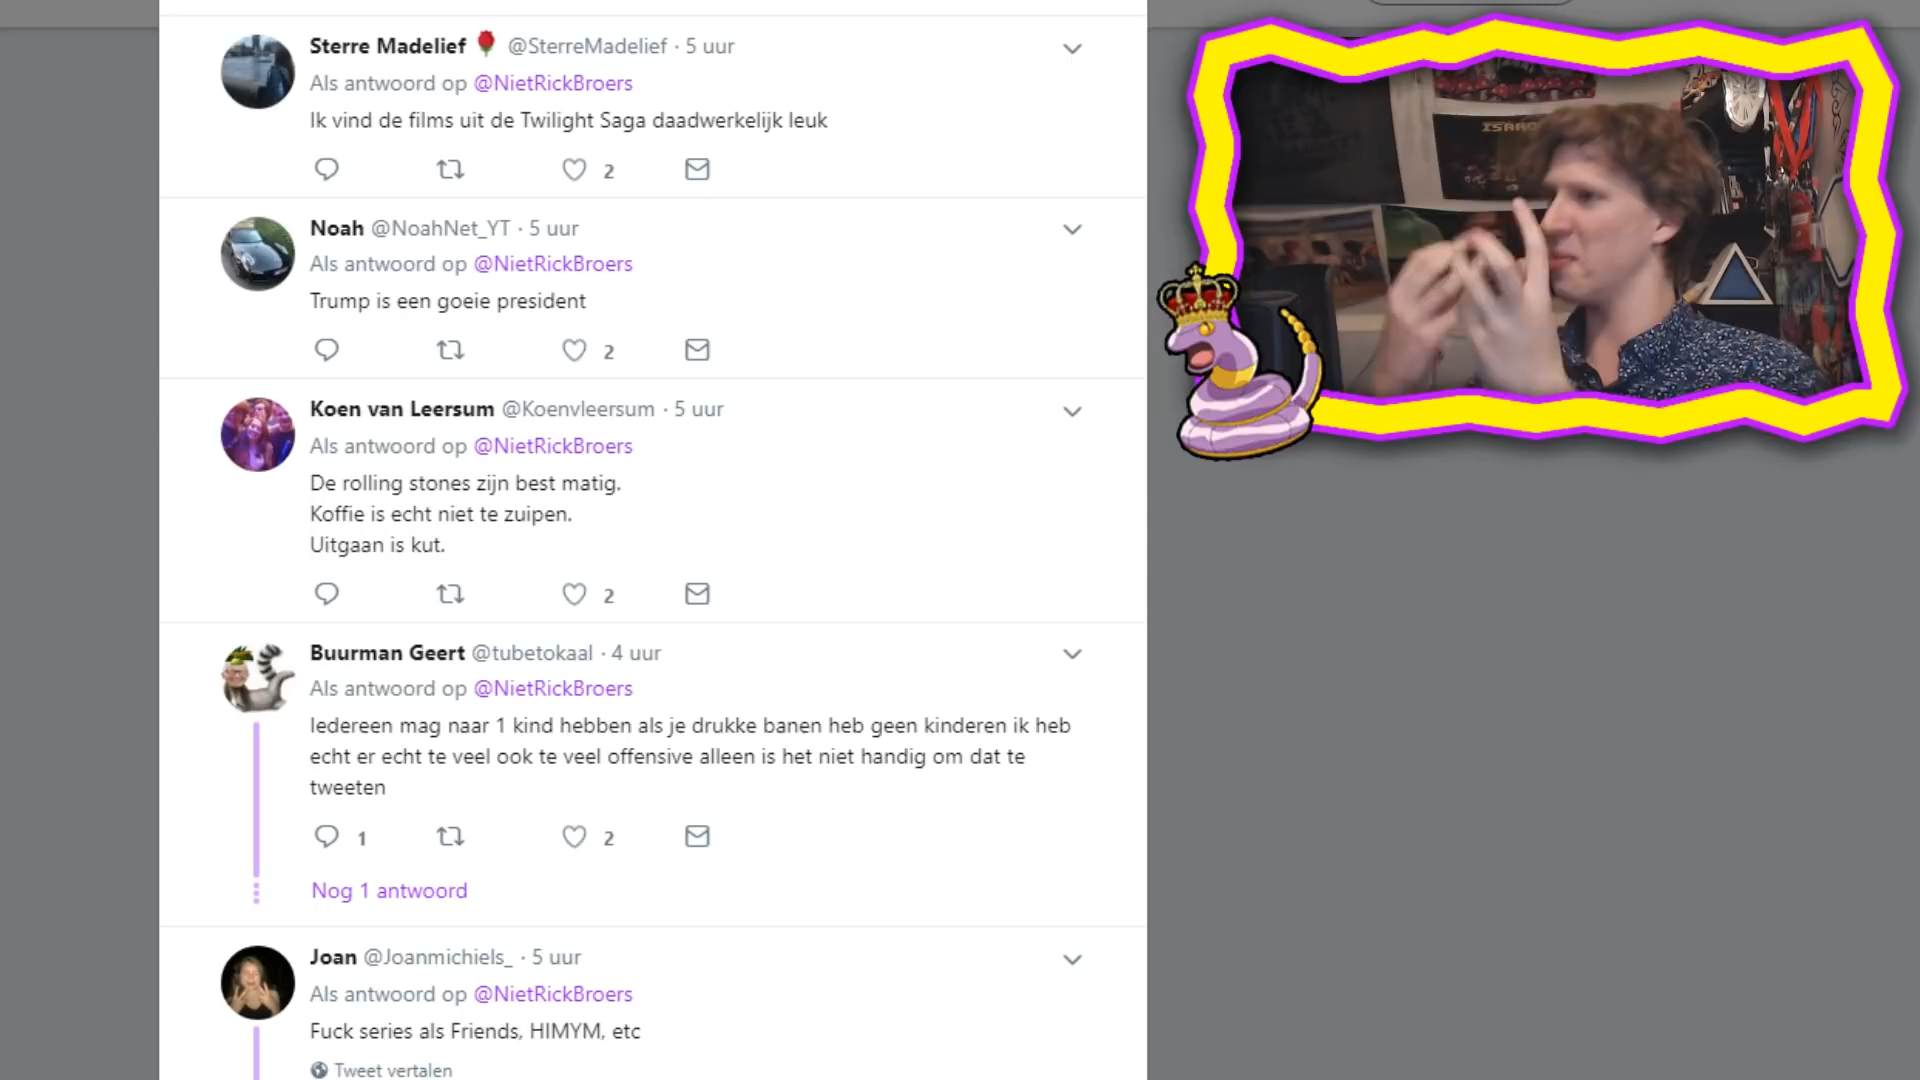 Sterre Madelief 🌹 @SterreMadelief · 5 uur
Als antwoord op @NietRickBroers
Ik vind de films uit de Twilight Saga daadwerkelijk leuk
2
Noah @NoahNet_YT · 5 uur
Als antwoord op @NietRickBroers
Trump is een goeie president
2
Koen van Leersum @Koenvleersum · 5 uur
Als antwoord op @NietRickBroers
De rolling stones zijn best matig.
Koffie is echt niet te zuipen.
Uitgaan is kut.
2
Buurman Geert @tubetokaal · 4 uur
Als antwoord op @NietRickBroers
Iedereen mag naar 1 kind hebben als je drukke banen heb geen kinderen ik heb
echt er echt te veel ook te veel offensive alleen is het niet handig om dat te
tweeten
1 2
Nog 1 antwoord
Joan @Joanmichiels_ · 5 uur
Als antwoord op @NietRickBroers
Fuck series als Friends, HIMYM, etc
Tweet vertalen
ISAAC